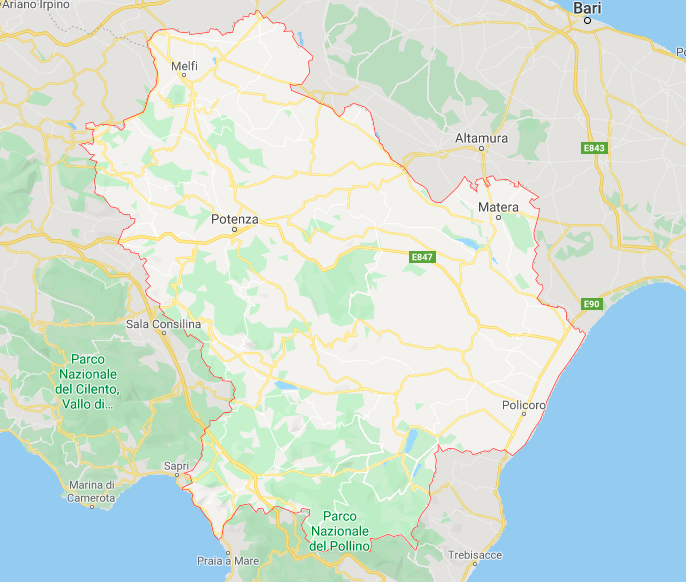 Ariano Irpino
Bari
Melfi
Altamura
E843
Matera
Potenza
E847
E90
Sala Consilina
Parco
Nazionale
del Cilento,
Vallo di...
Policoro
Sapri
Marina di
Camerota
Parco
Nazionale
del Pollino
Praia a Mare
Trebisacce